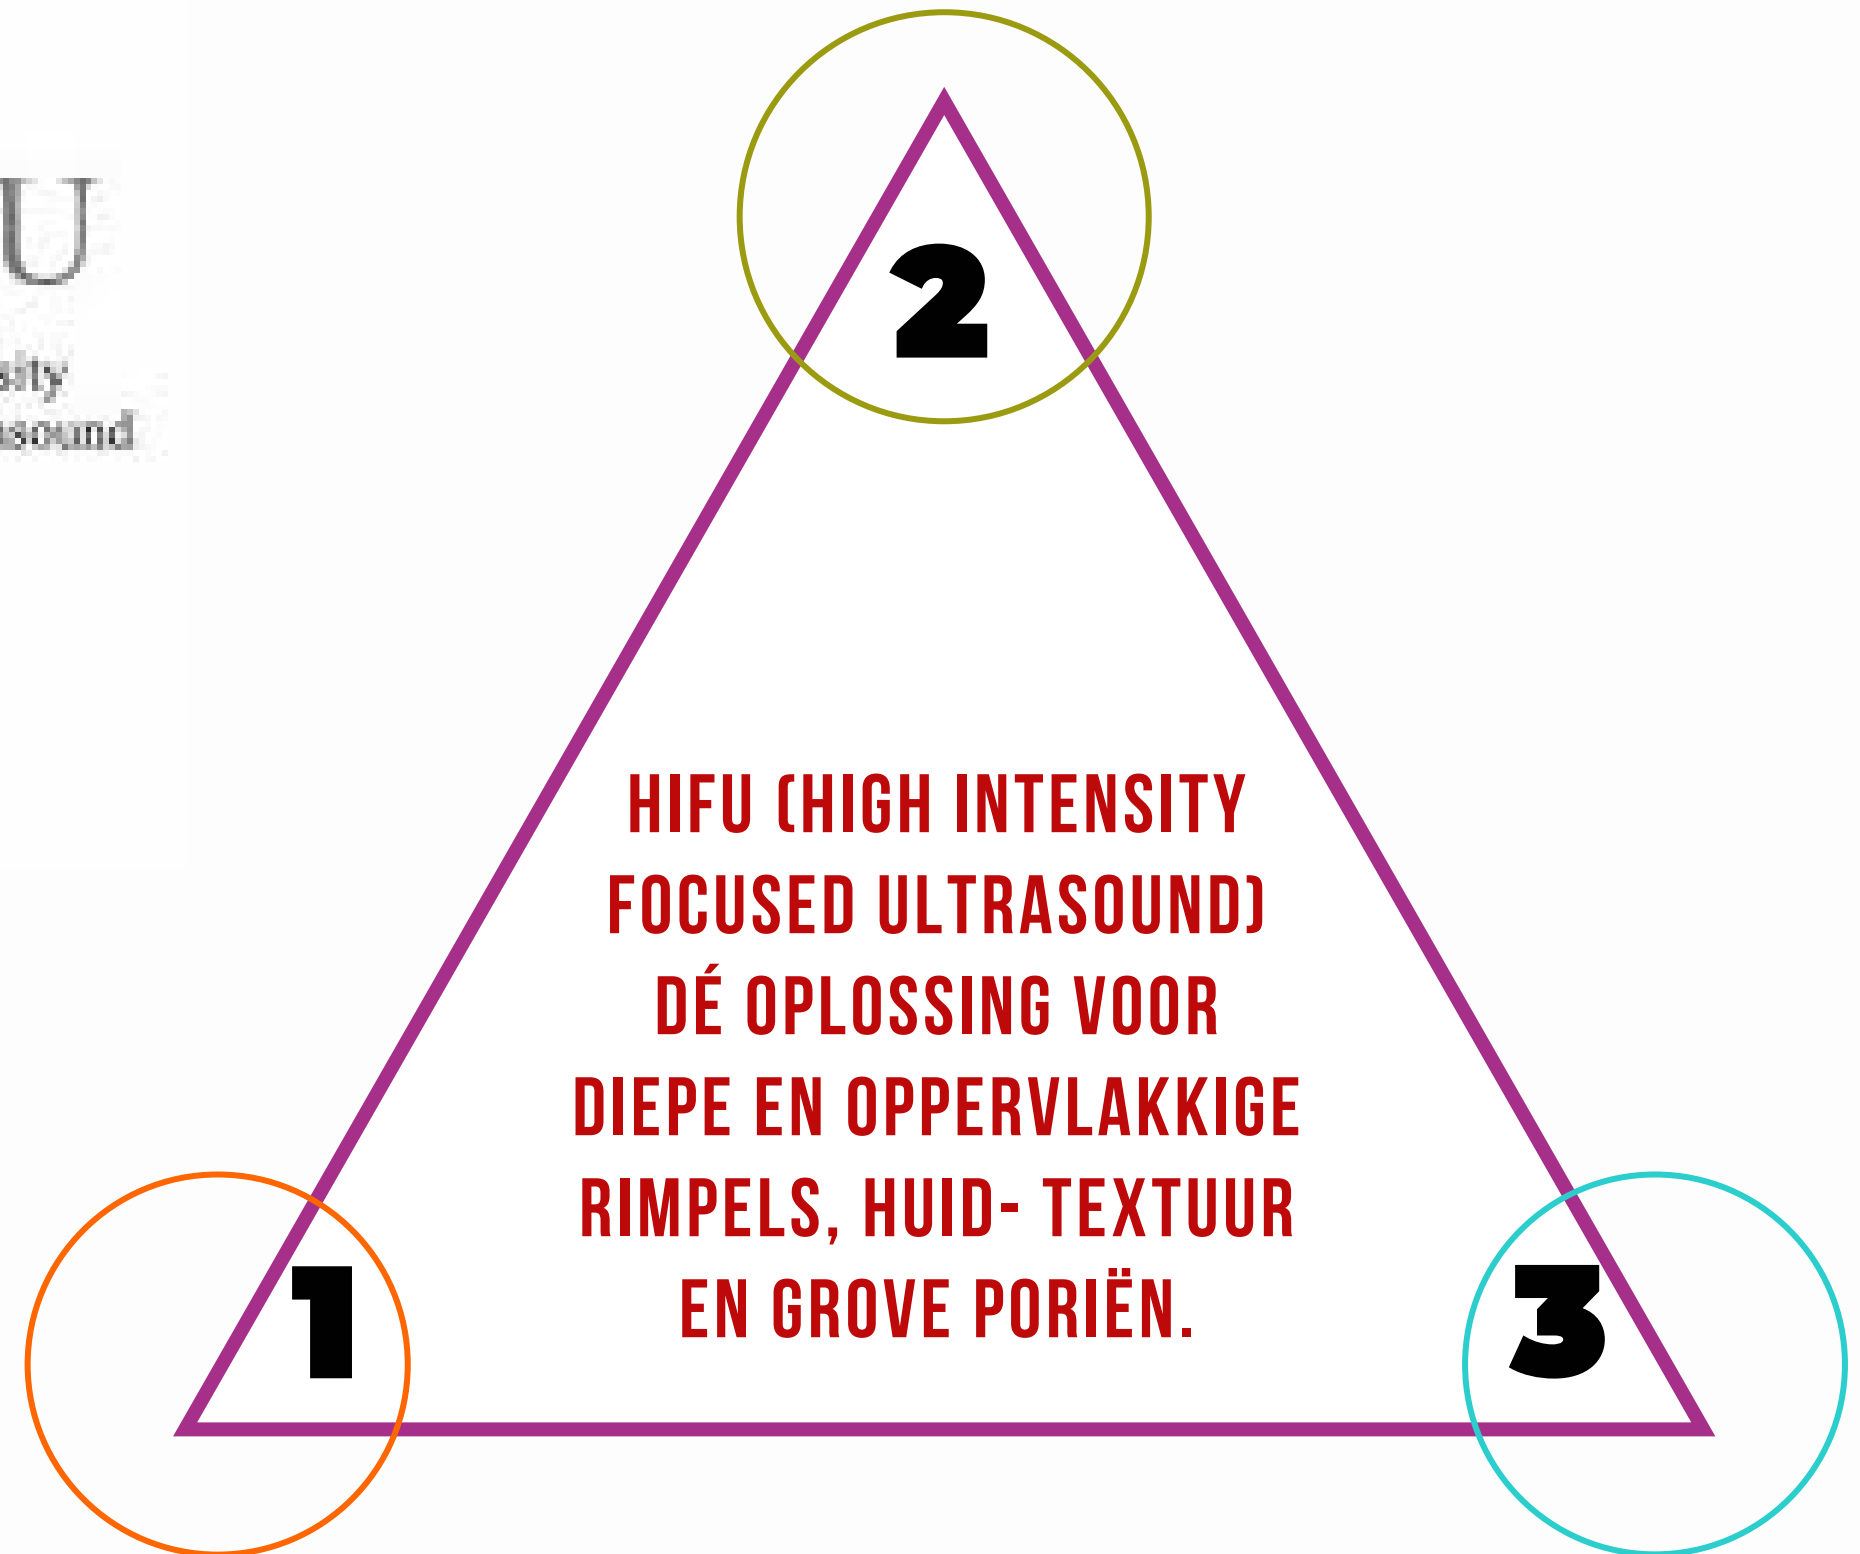 U
2
HIFU (HIGH INTENSITY
FOCUSED ULTRASOUND)
DÉ OPLOSSING VOOR
DIEPE EN OPPERVLAKKIGE
RIMPELS, HUID- TEXTUUR
EN GROVE PORIËN.
1
3